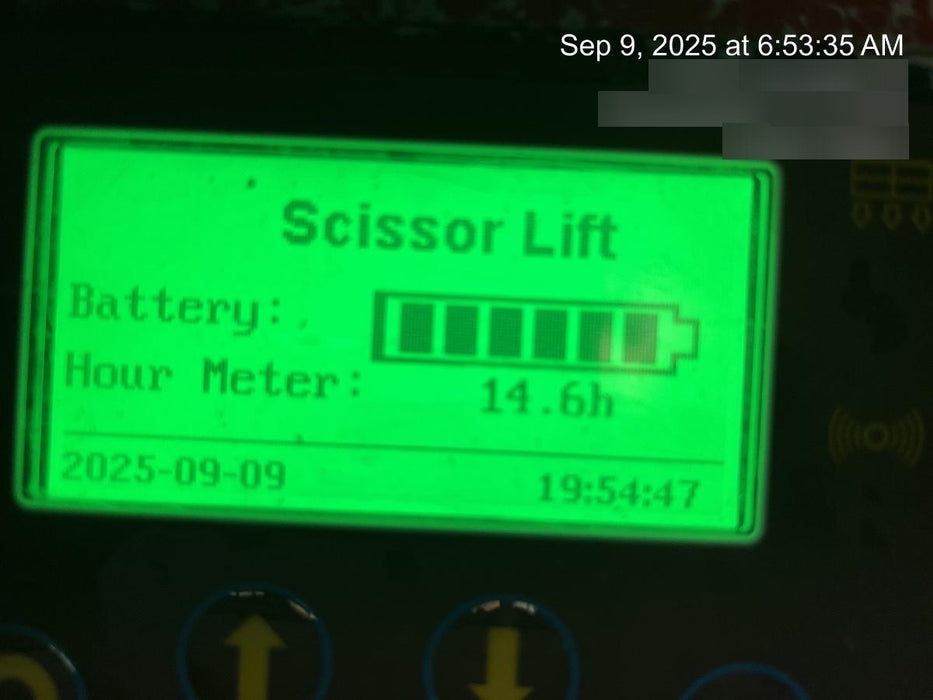 Sep 9, 2025 at 6:53:35 AM
Scissor Lift
Battery:
Hour Meter: 14.6h
2025-09-09 19:54:47